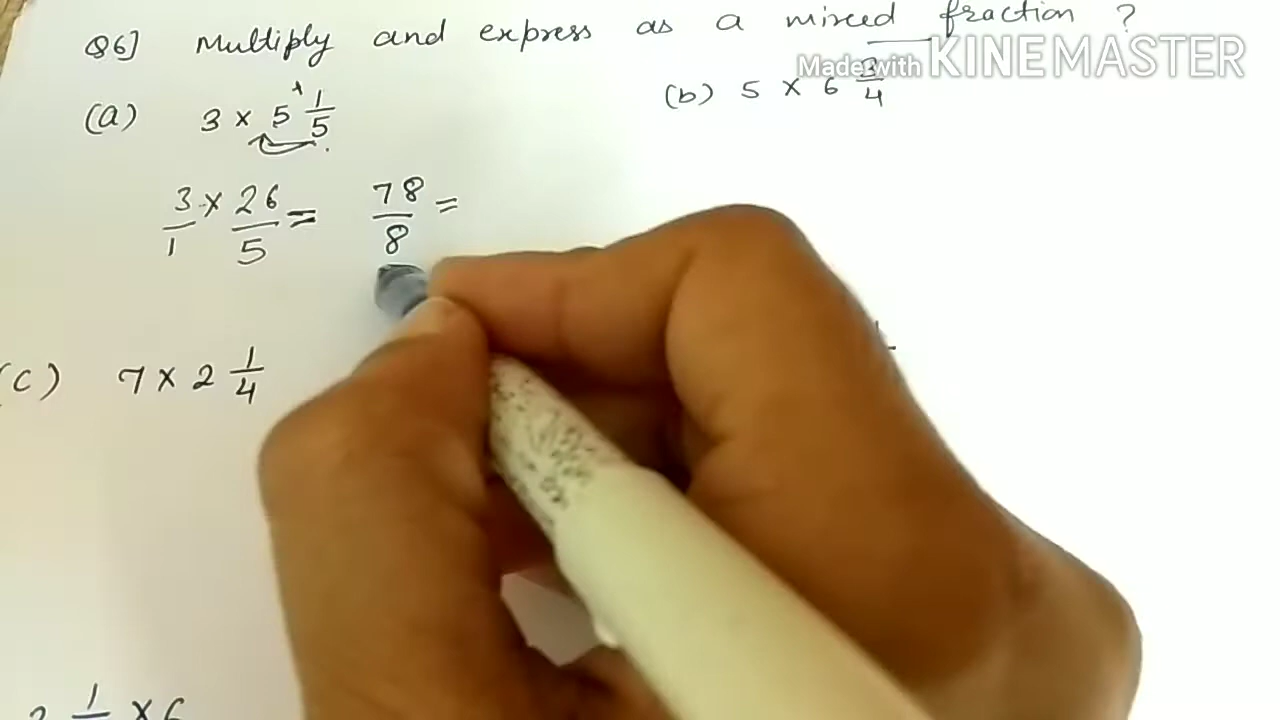 Q6] Multiply and express as a mixed fraction ?
Made with KINEMASTER
(a) 3 × 5 1/5
(b) 5 × 6 3/4
3/1 × 26/5 = 78/8 =
(C) 7 × 2 1/4
× 6